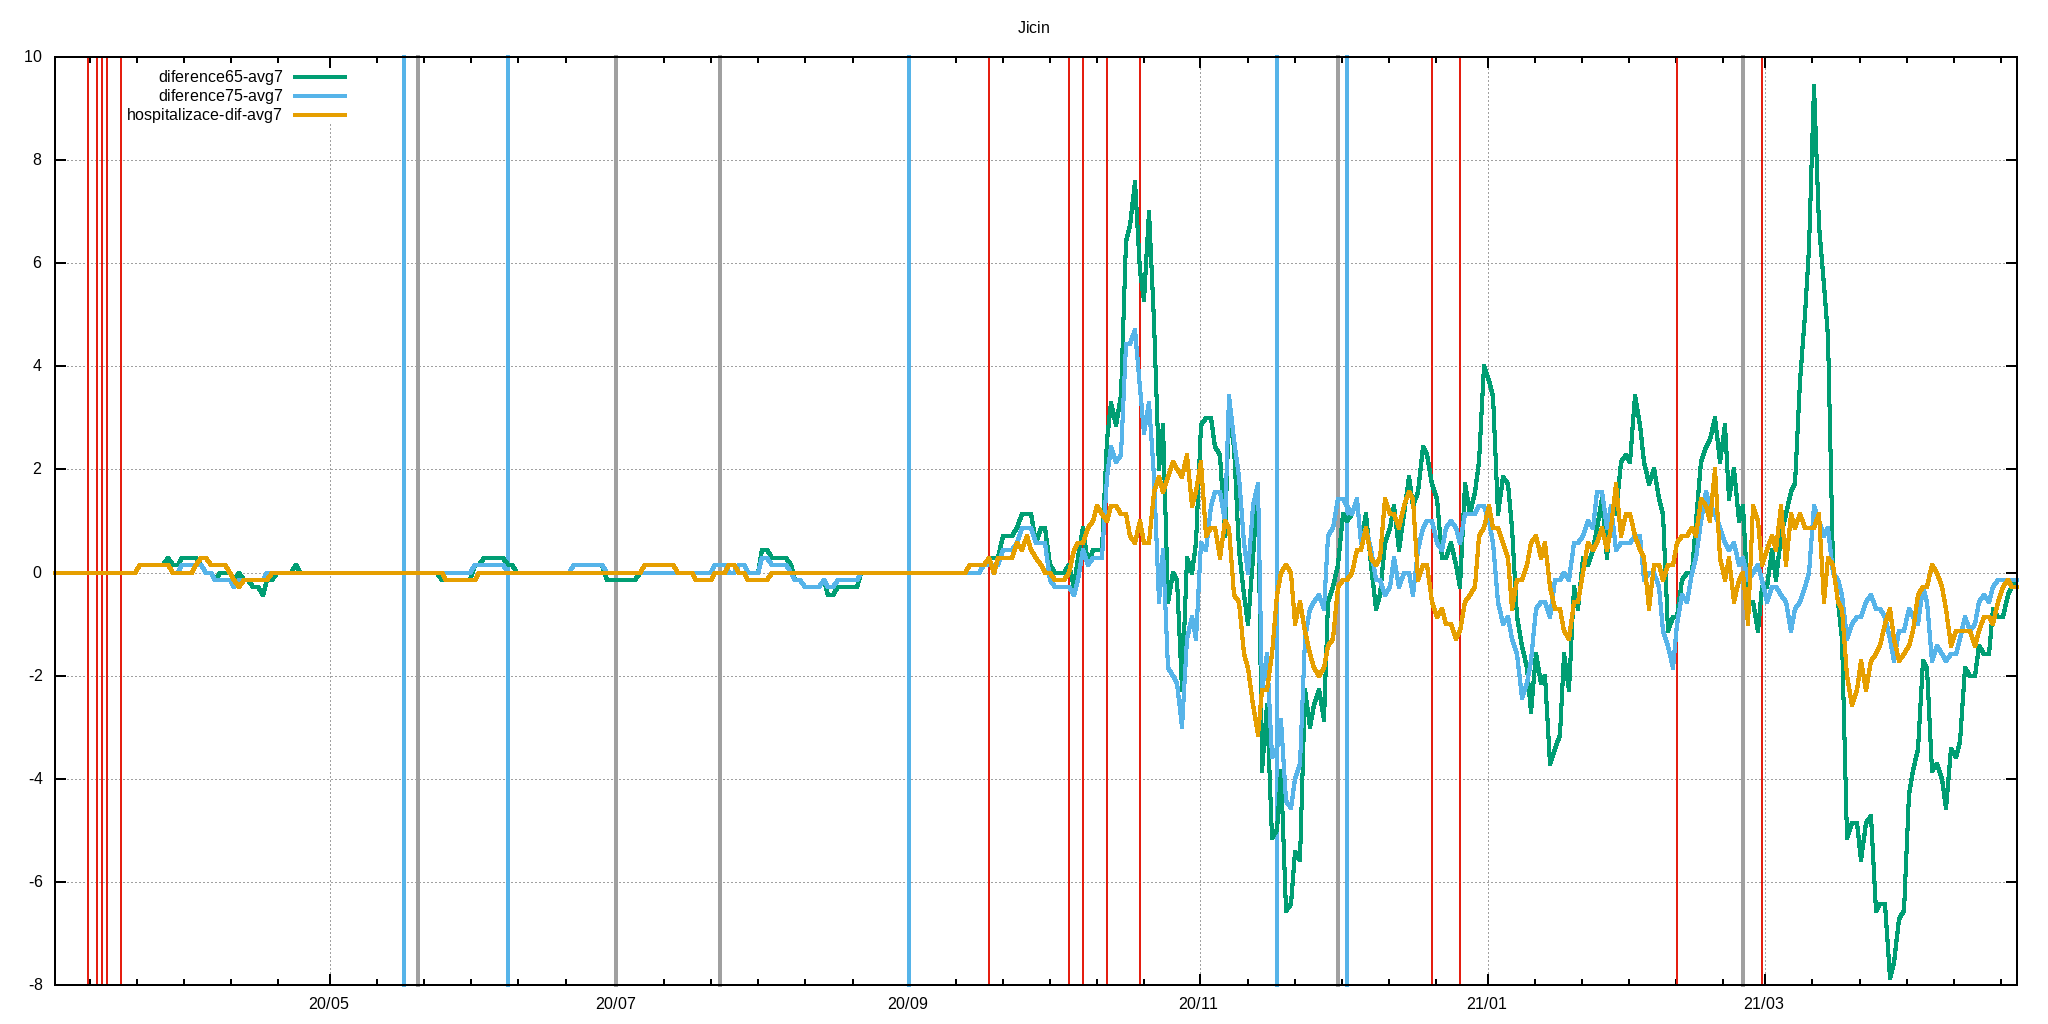 Jicin
10
diference65-avg7
diference75-avg7
hospitalizace-dif-avg7
8
6
4
2
0
-2
-4
-6
-8
20/05 20/07 20/09 20/11 21/01 21/03